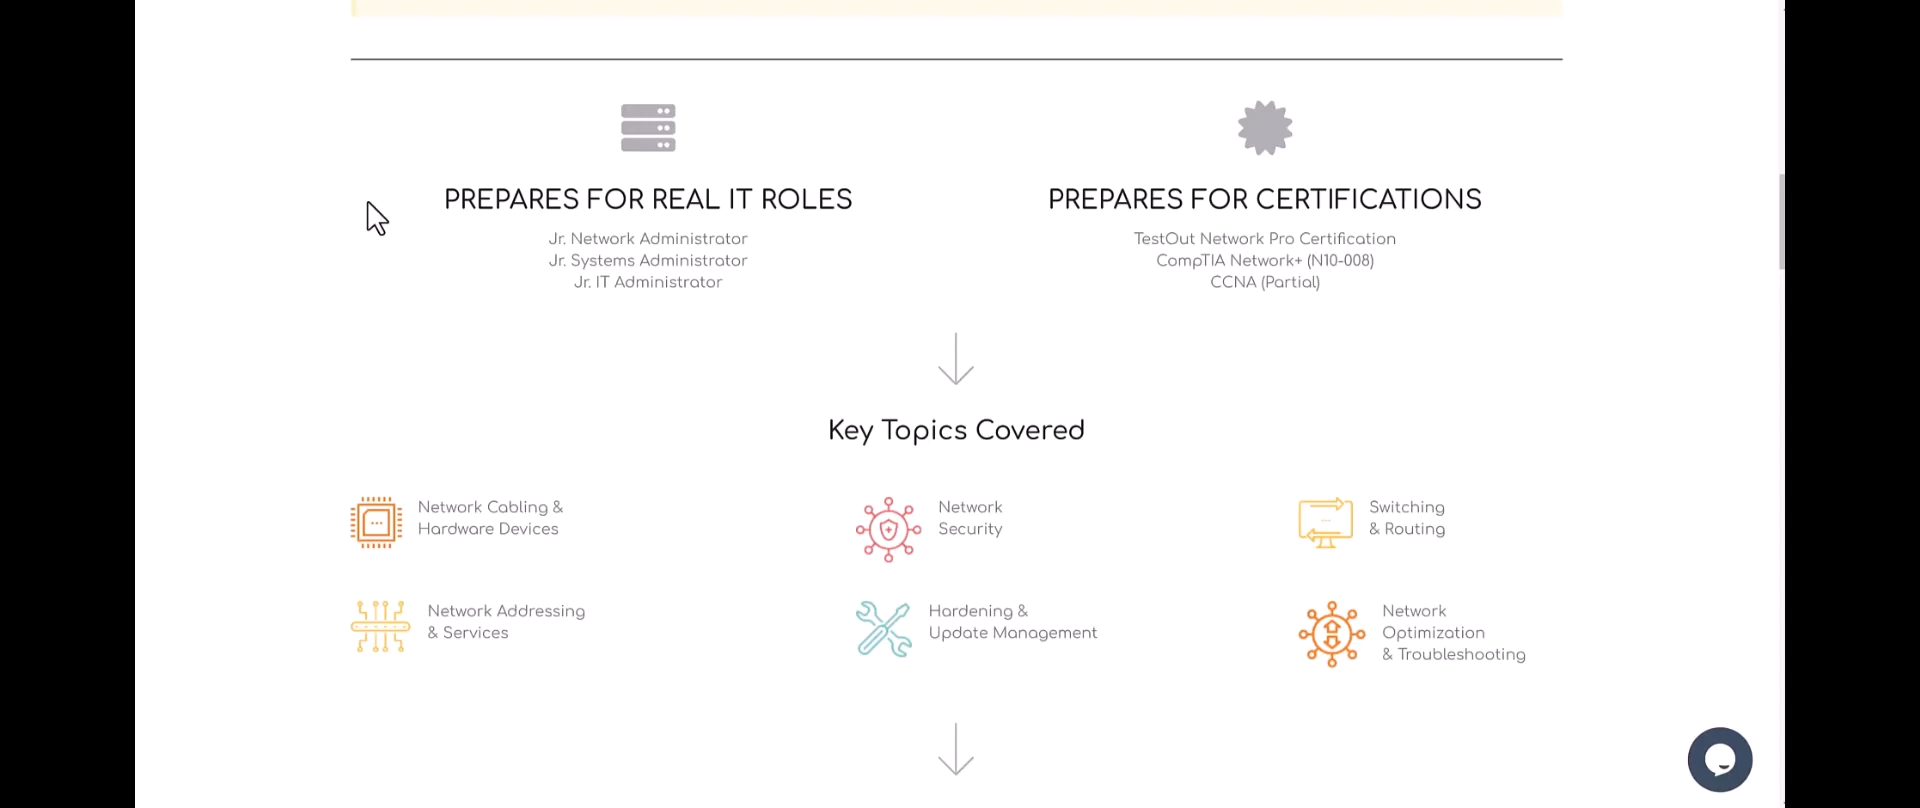 PREPARES FOR REAL IT ROLES
Jr. Network Administrator
Jr. Systems Administrator
Jr. IT Administrator
PREPARES FOR CERTIFICATIONS
TestOut Network Pro Certification
CompTIA Network+ (N10-008)
CCNA (Partial)
Key Topics Covered
Network Cabling &
Hardware Devices
Network
Security
Switching
& Routing
Network Addressing
& Services
Hardening &
Update Management
Network
Optimization
& Troubleshooting